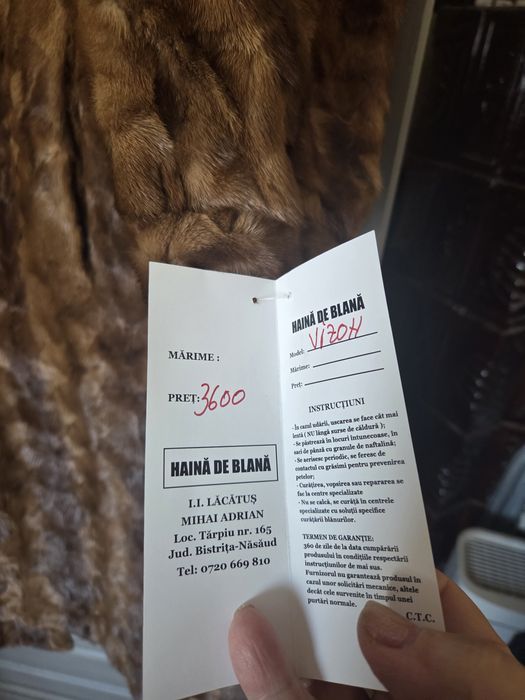 MĂRIME :
PREȚ: 3600
HAINĂ DE BLANĂ
I.I. LĂCĂTUȘ
MIHAI ADRIAN
Loc. Tărpiu nr. 165
Jud. Bistrița-Năsăud
Tel: 0720 669 810
HAINĂ DE BLANĂ
Model: VIZON
Mărime:
Preț:
INSTRUCȚIUNI
- În cazul udării, uscarea se face cât mai
lentă ( NU lângă surse de căldură );
- Se păstrează în locuri întunecoase, în
saci de pânză cu granule de naftalină;
- Se aerisesc periodic, se feresc de
contactul cu grăsimi pentru prevenirea
petelor;
- Curățirea, vopsirea sau repararea se
fac la centre specializate
- Nu se calcă, se curăță în centrele
specializate cu soluții specifice
curățării blănurilor.
TERMEN DE GARANȚIE:
360 de zile de la data cumpărării
produsului în condițiile respectării
instrucțiunilor de mai sus.
Furnizorul nu garantează produsul în
cazul unor solicitări mecanice, altele
decât cele survenite în timpul unei
purtări normale.
C.T.C.